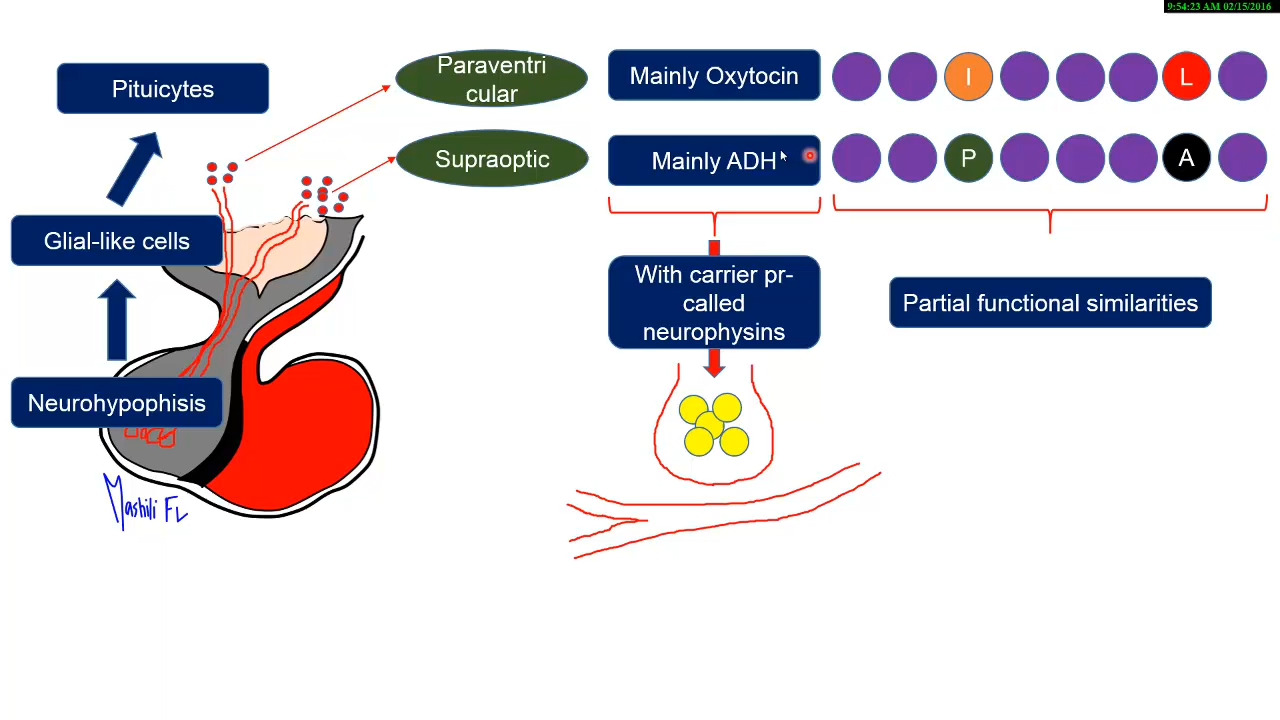 9:54:23 AM 02/15/2016
Pituicytes
Paraventri
cular
Mainly Oxytocin
I
L
Supraoptic
Mainly ADH
P
A
Glial-like cells
With carrier pr-
called
neurophysins
Partial functional similarities
Neurohypophisis
Mashili FL